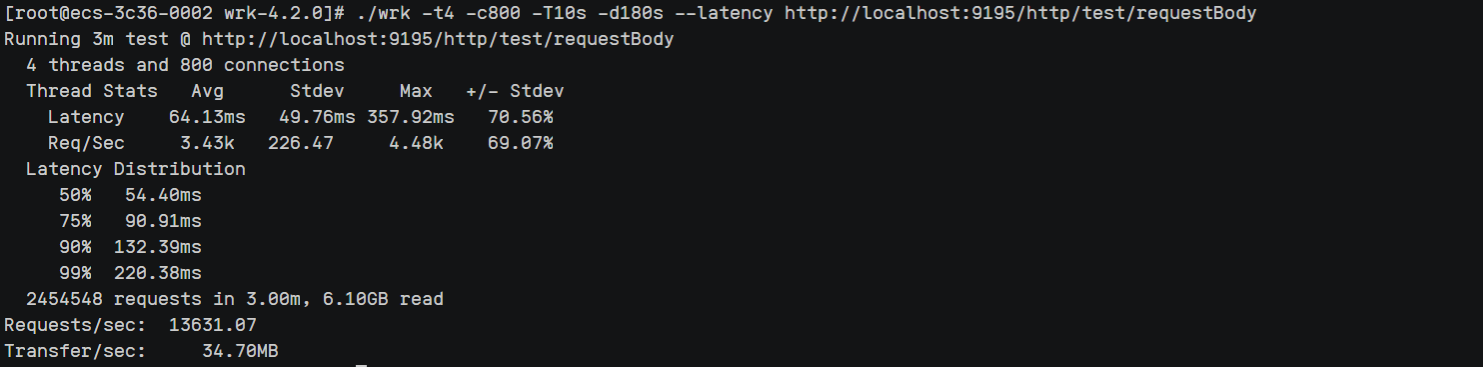 [root@ecs-3c36-0002 wrk-4.2.0]# ./wrk -t4 -c800 -T10s -d180s --latency http://localhost:9195/http/test/requestBody
Running 3m test @ http://localhost:9195/http/test/requestBody
  4 threads and 800 connections
  Thread Stats   Avg      Stdev     Max   +/- Stdev
    Latency    64.13ms   49.76ms 357.92ms   70.56%
    Req/Sec     3.43k   226.47     4.48k    69.07%
  Latency Distribution
     50%   54.40ms
     75%   90.91ms
     90%  132.39ms
     99%  220.38ms
  2454548 requests in 3.00m, 6.10GB read
Requests/sec:  13631.07
Transfer/sec:     34.70MB